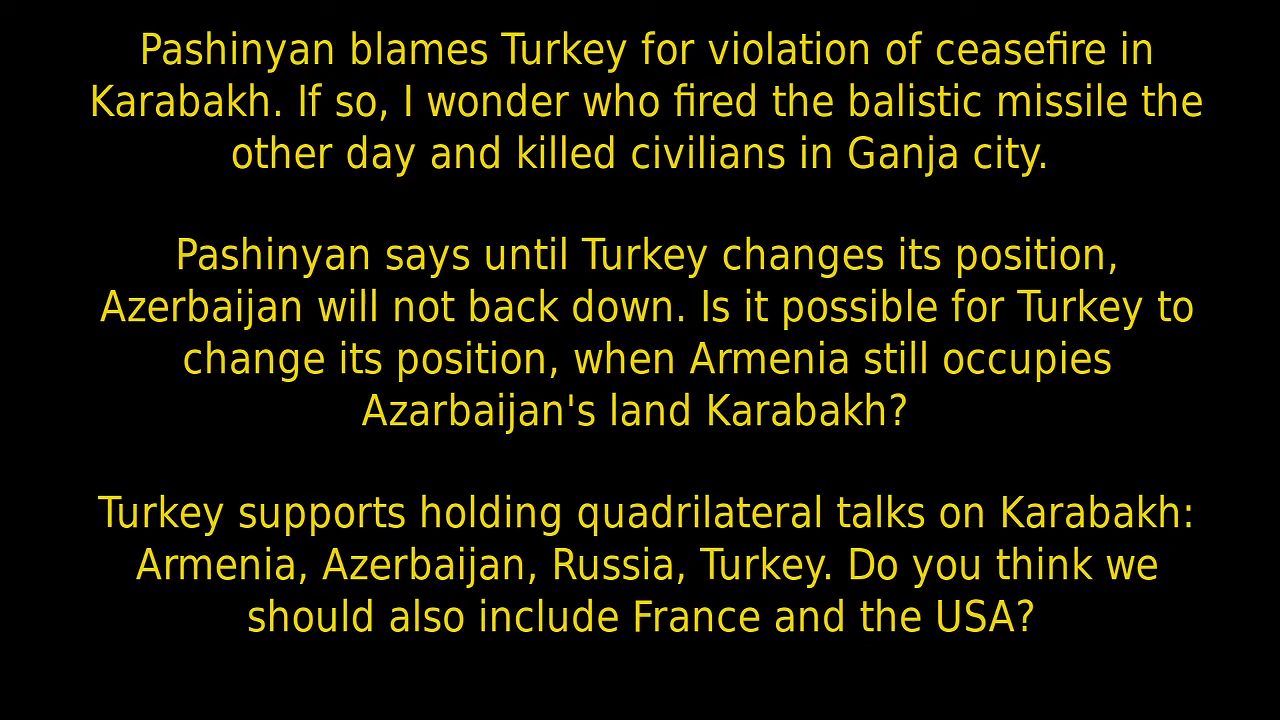 Pashinyan blames Turkey for violation of ceasefire in
Karabakh. If so, I wonder who fired the balistic missile the
other day and killed civilians in Ganja city.
Pashinyan says until Turkey changes its position,
Azerbaijan will not back down. Is it possible for Turkey to
change its position, when Armenia still occupies
Azarbaijan's land Karabakh?
Turkey supports holding quadrilateral talks on Karabakh:
Armenia, Azerbaijan, Russia, Turkey. Do you think we
should also include France and the USA?